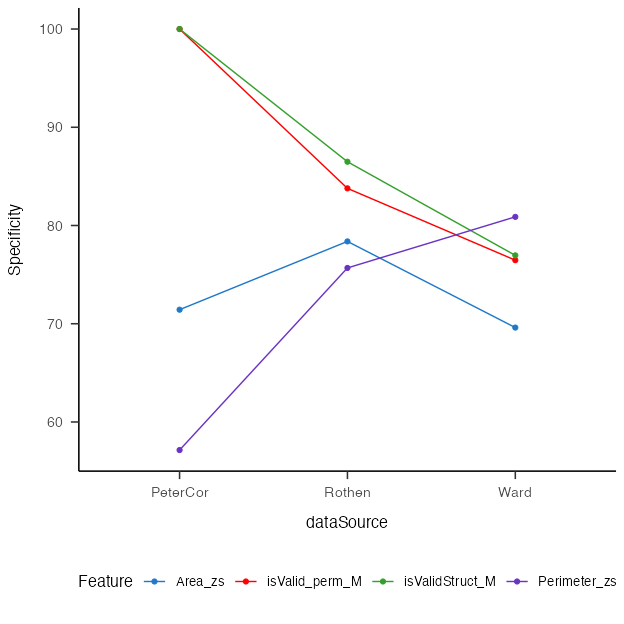 100
90
80
70
60
Specificity
PeterCor Rothen Ward
dataSource
Feature Area_zs isValid_perm_M isValidStruct_M Perimeter_zs